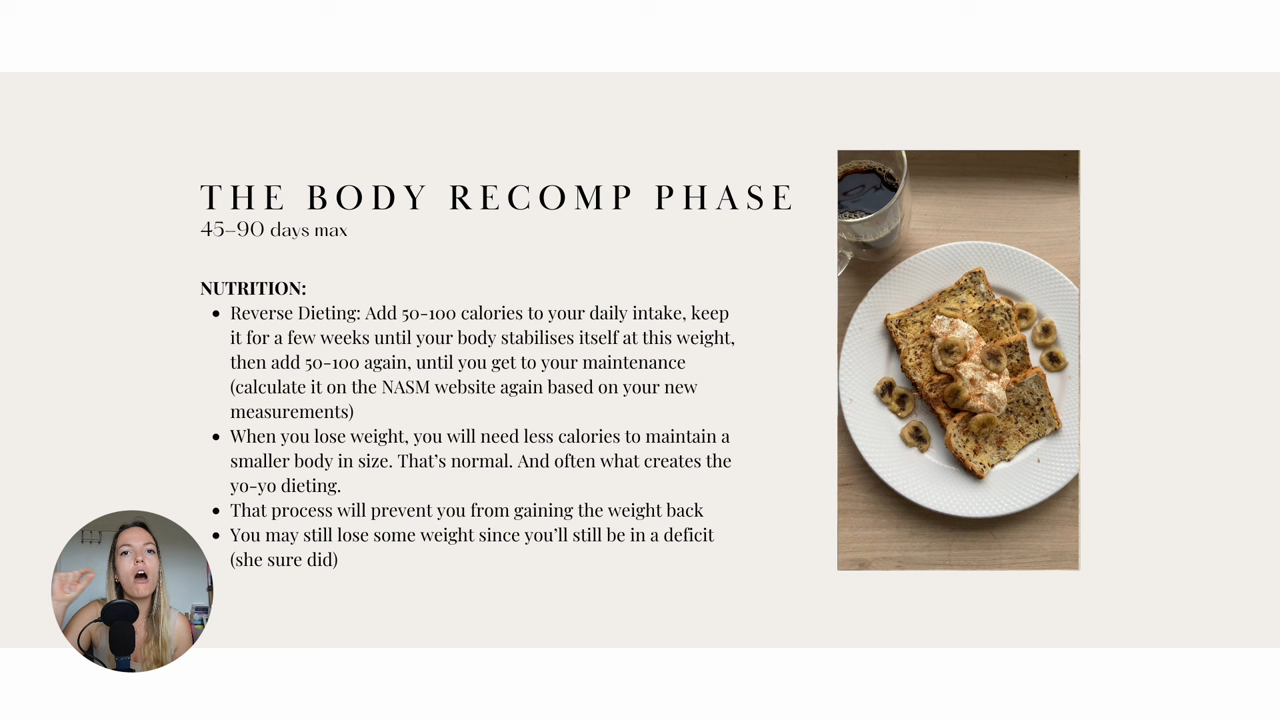 THE BODY RECOMP PHASE
45–90 days max
NUTRITION:
• Reverse Dieting: Add 50-100 calories to your daily intake, keep
it for a few weeks until your body stabilises itself at this weight,
then add 50-100 again, until you get to your maintenance
(calculate it on the NASM website again based on your new
measurements)
• When you lose weight, you will need less calories to maintain a
smaller body in size. That’s normal. And often what creates the
yo-yo dieting.
• That process will prevent you from gaining the weight back
• You may still lose some weight since you’ll still be in a deficit
(she sure did)